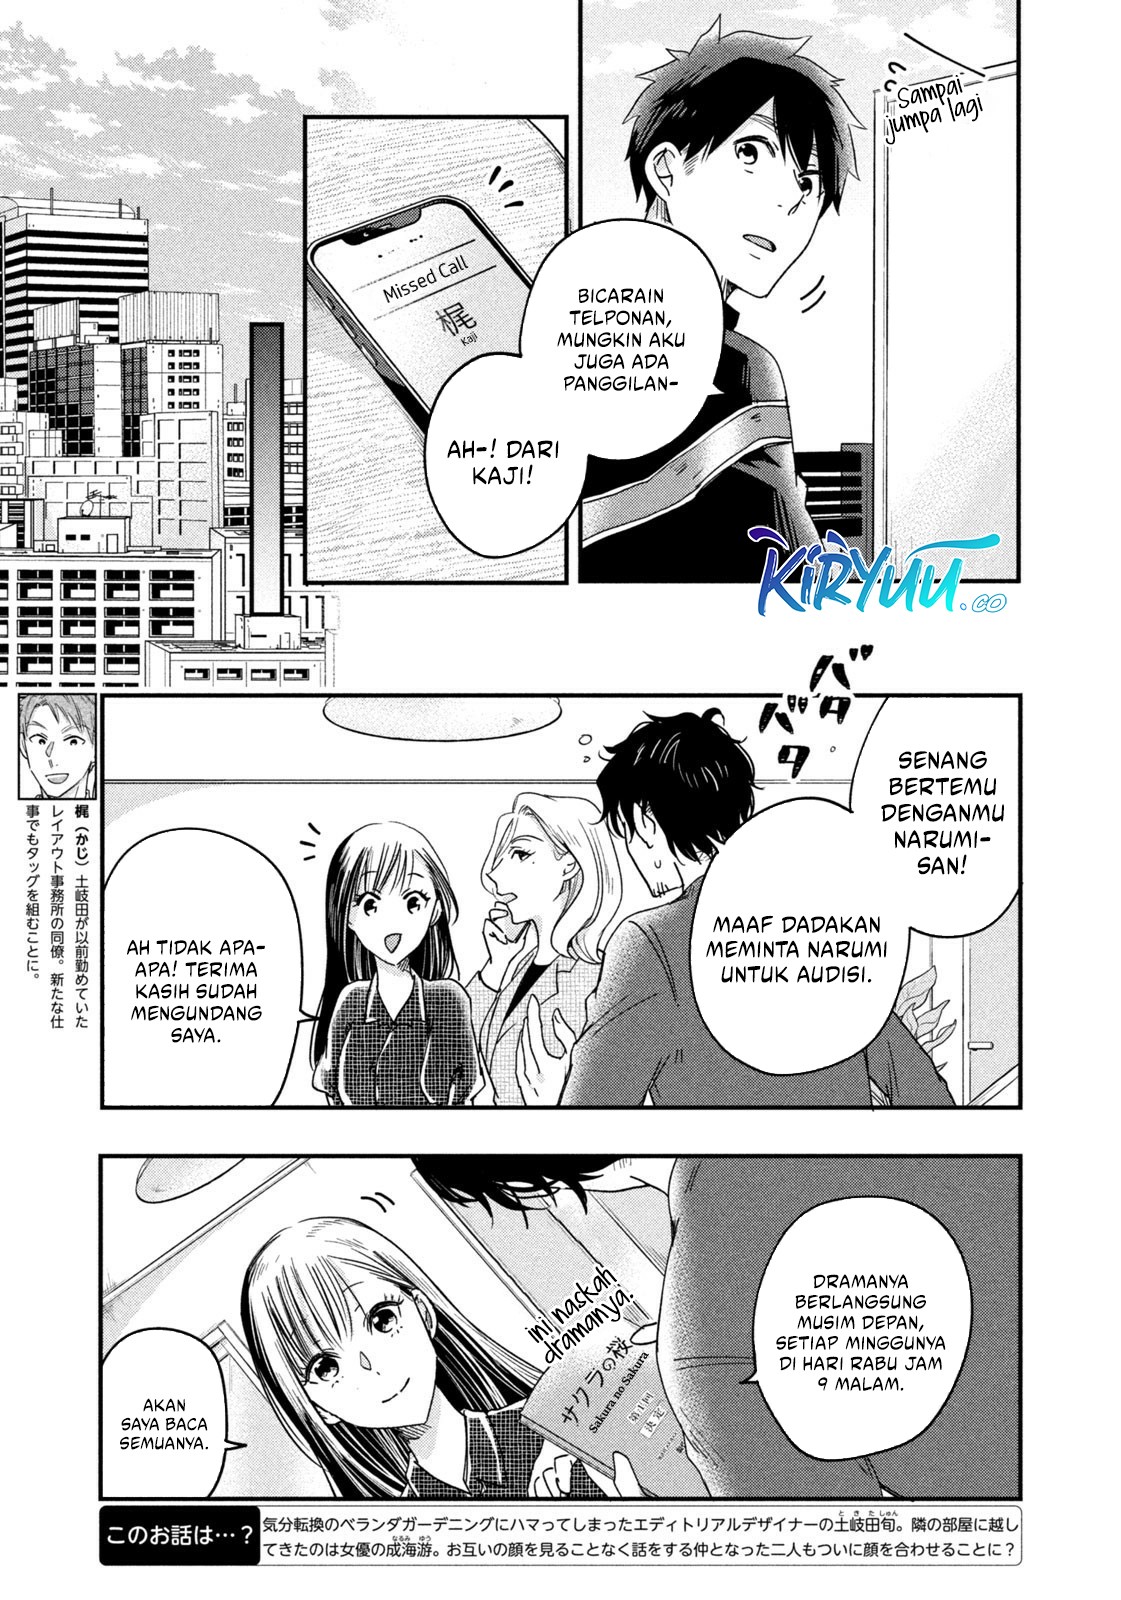 Sampai
jumpa lagi
BICARAIN
TELPONAN,
MUNGKIN AKU
JUGA ADA
PANGGILAN-
Missed Call
梶
Kaji
AH-! DARI
KAJI!
KIRYUU.CO
バタ
バタ
SENANG
BERTEMU
DENGANMU
NARUMI-
SAN!
MAAF DADAKAN
MEMINTA NARUMI
UNTUK AUDISI.
AH TIDAK APA-
APA! TERIMA
KASIH SUDAH
MENGUNDANG
SAYA.
梶（かじ）土岐田が以前勤めていた
レイアウト事務所の同僚。新たな仕
事でもタッグを組むことに。
DRAMANYA
BERLANGSUNG
MUSIM DEPAN,
SETIAP MINGGUNYA
DI HARI RABU JAM
9 MALAM.
ini naskah
dramanya.
サクラの桜
Sakura no Sakura
決定
AKAN
SAYA BACA
SEMUANYA.
このお話は…？
気分転換のベランダガーデニングにハマってしまったエディトリアルデザイナーの土岐田旬。隣の部屋に越し
てきたのは女優の成海游。お互いの顔を見ることなく話をする仲となった二人もついに顔を合わせることに？